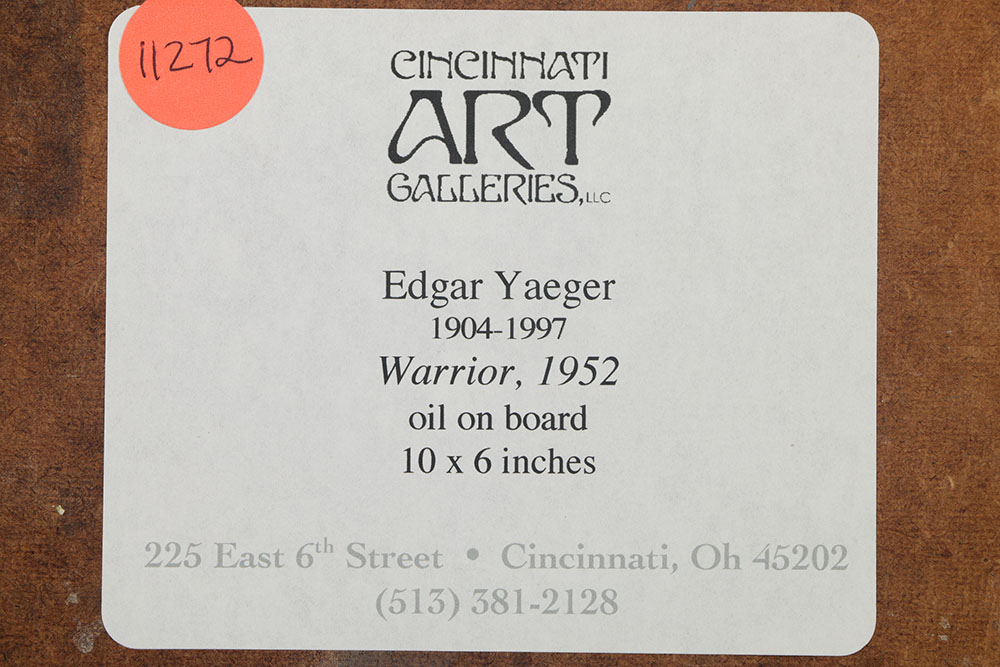 11272
CINCINNATI
ART
GALLERIES, LLC
Edgar Yaeger
1904-1997
Warrior, 1952
oil on board
10 x 6 inches
225 East 6th Street • Cincinnati, Oh 45202
(513) 381-2128